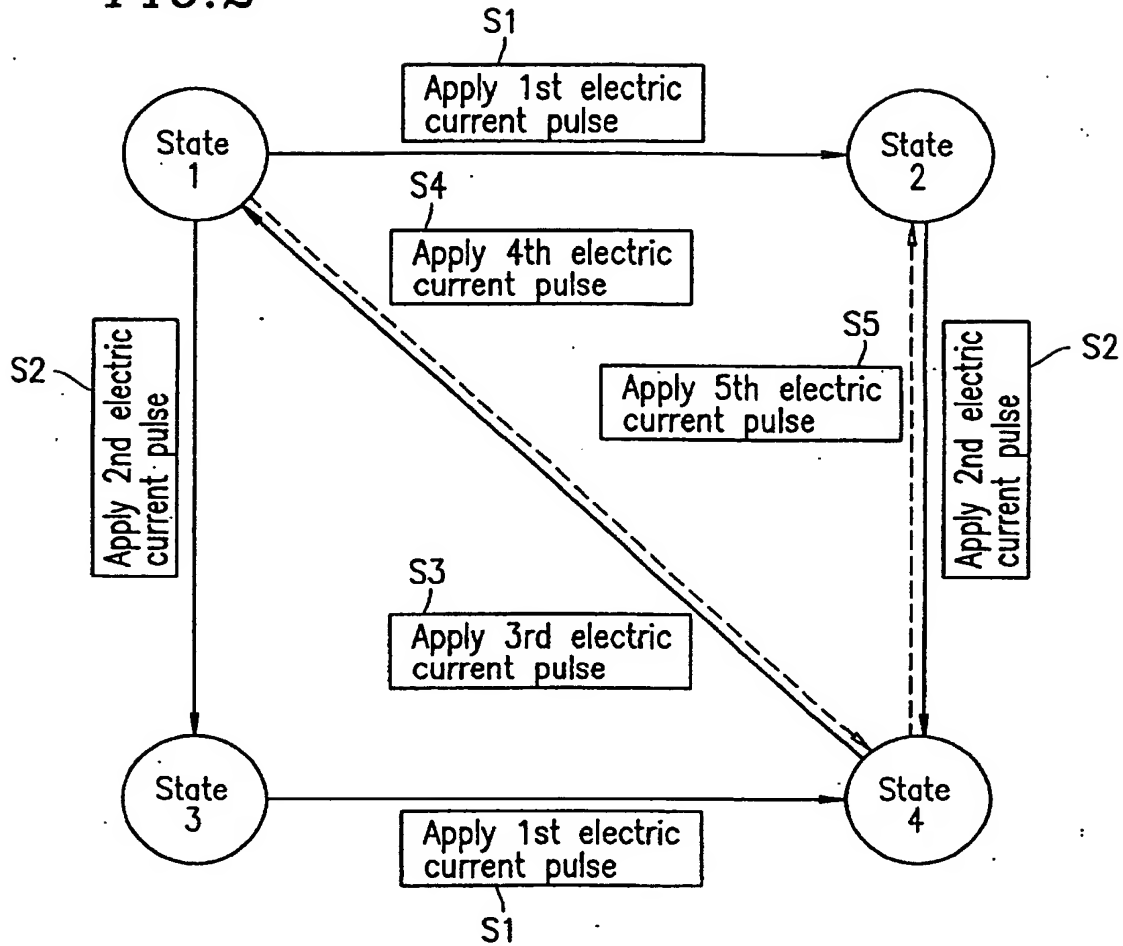 FIG.2
S1
Apply 1st electric
current pulse
State
1
State
2
S4
Apply 4th electric
current pulse
S2
Apply 2nd electric
current pulse
S5
Apply 5th electric
current pulse
Apply 2nd electric
current pulse
S2
S3
Apply 3rd electric
current pulse
State
3
State
4
Apply 1st electric
current pulse
S1